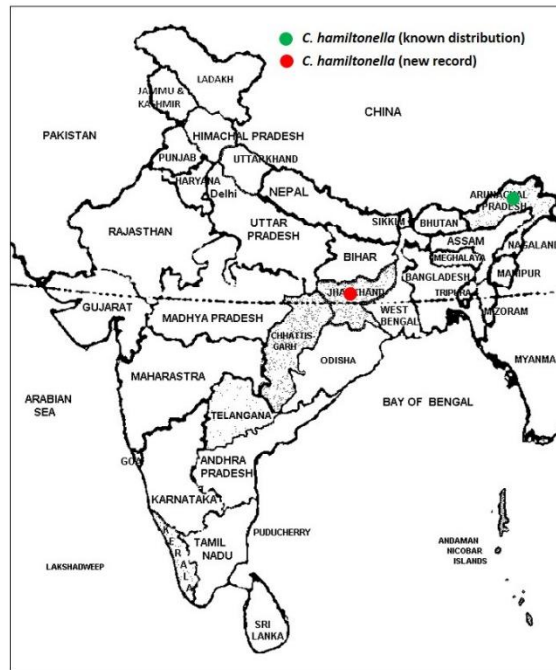 C. hamiltonella (known distribution)
C. hamiltonella (new record)
LADAKH
JAMMU &
KASHMIR
CHINA
PAKISTAN
HIMACHAL PRADESH
PUNJAB
UTTARKHAND
HARYANA
Delhi
NEPAL
ARUNACHAL
PRADESH
RAJASTHAN
UTTAR
PRADESH
SIKKIM
BHUTAN
ASSAM
NAGALAND
BIHAR
MEGHALAYA
BANGLADESH
MANIPUR
JHARKHAND
TRIPURA
GUJARAT
MADHYA PRADESH
WEST
BENGAL
MIZORAM
CHHATTIS-
GARH
ODISHA
MYANMAR
MAHARASTRA
ARABIAN
SEA
BAY OF BENGAL
TELANGANA
GOA
ANDHRA
PRADESH
KARNATAKA
KERALA
TAMIL
NADU
PUDUCHERRY
ANDAMAN
NICOBAR
ISLANDS
LAKSHADWEEP
SRI
LANKA